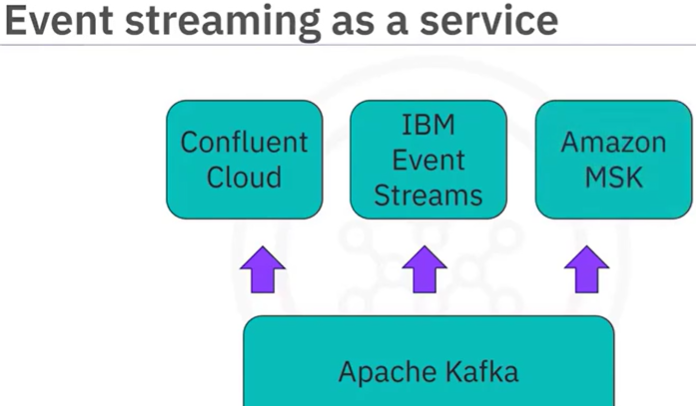 Event streaming as a service
Confluent
Cloud
IBM
Event
Streams
Amazon
MSK
Apache Kafka